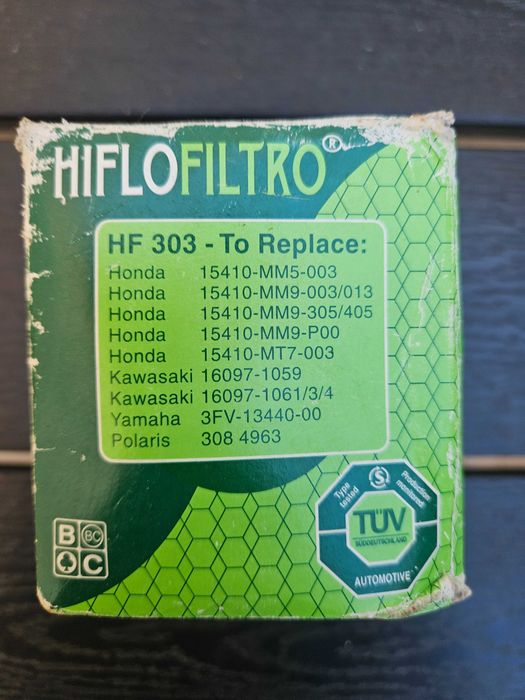 HiFLOFILTRO®
HF 303 - To Replace:
Honda 15410-MM5-003
Honda 15410-MM9-003/013
Honda 15410-MM9-305/405
Honda 15410-MM9-P00
Honda 15410-MT7-003
Kawasaki 16097-1059
Kawasaki 16097-1061/3/4
Yamaha 3FV-13440-00
Polaris 308 4963
B BC
C
Type tested
S
Production monitored
TÜV
SÜDDEUTSCHLAND
AUTOMOTIVE